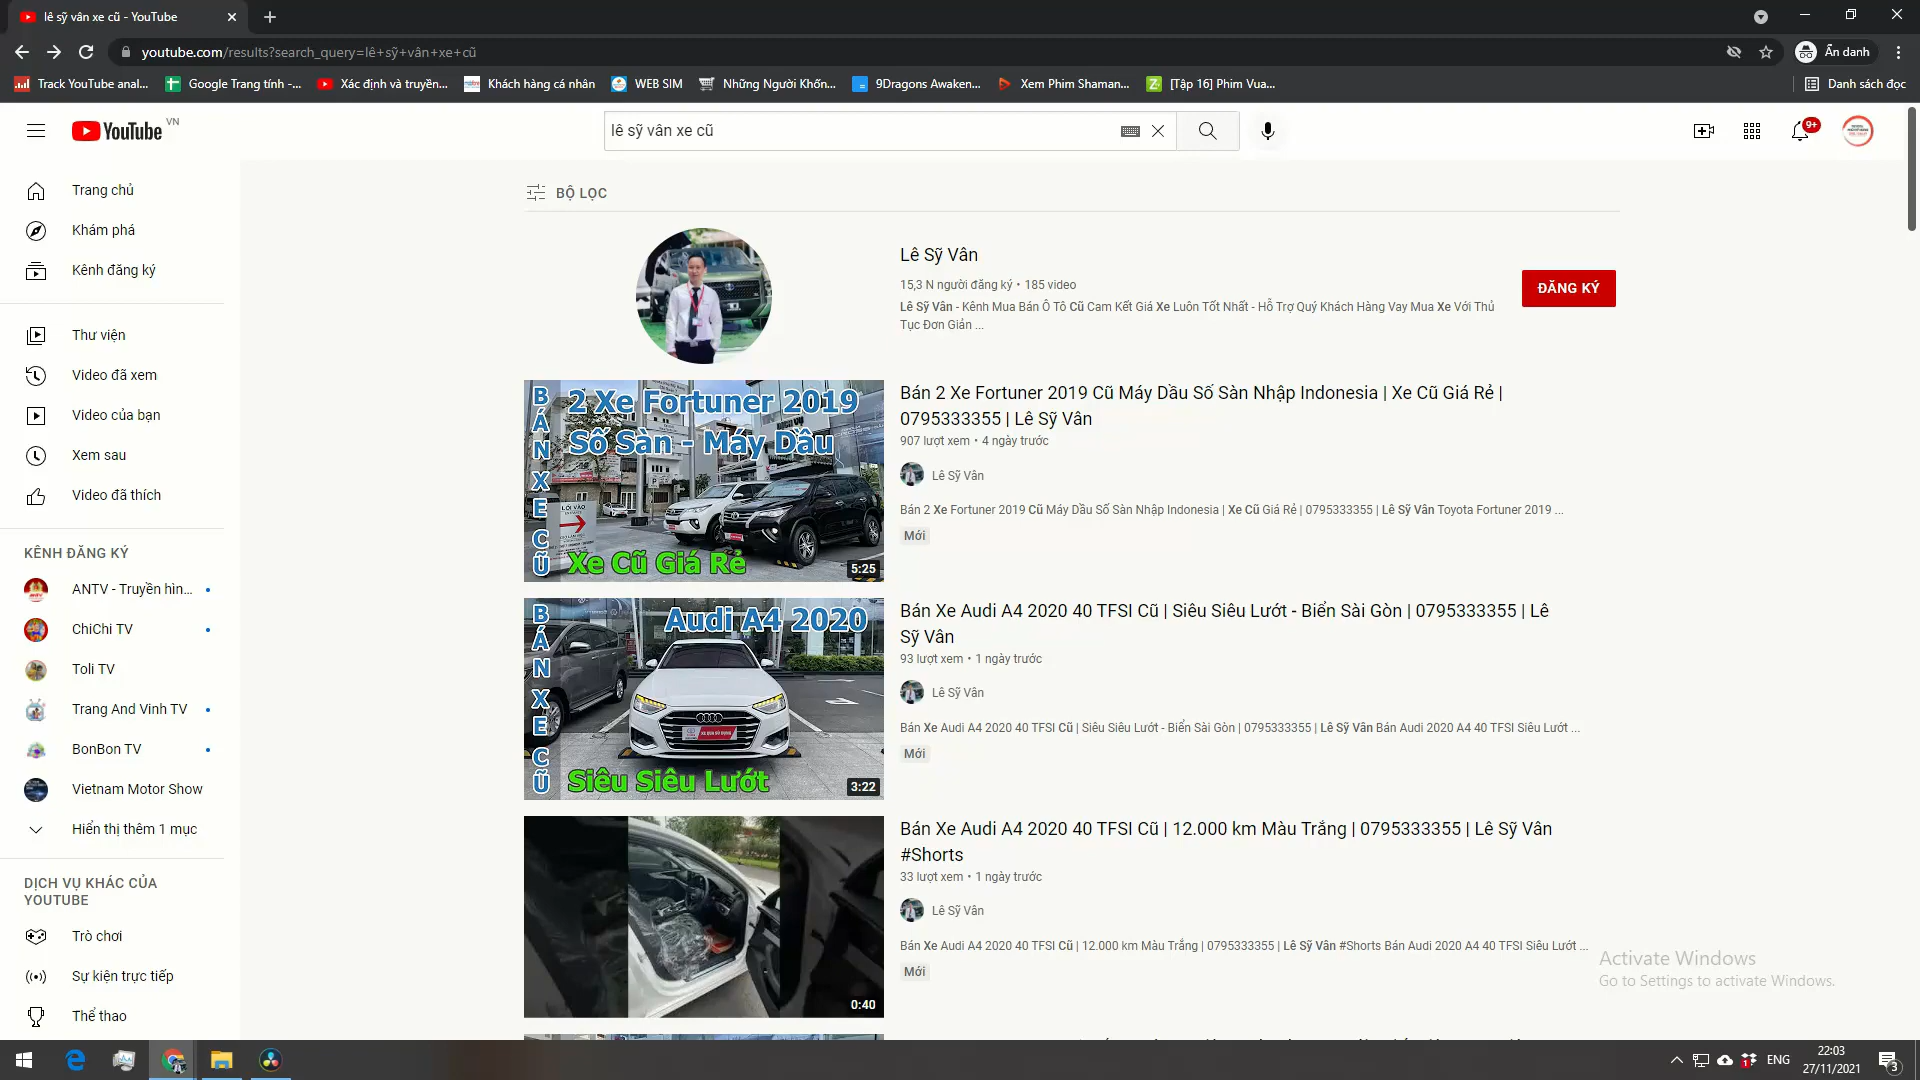 lê sỹ vân xe cũ - YouTube
youtube.com/results?search_query=lê+sỹ+vân+xe+cũ
Ẩn danh
Track YouTube anal...
Google Trang tính -...
Xác định và truyền...
Khách hàng cá nhân
WEB SIM
Những Người Khốn...
9Dragons Awaken...
Xem Phim Shaman...
[Tập 16] Phim Vua...
Danh sách đọc
YouTube VN
lê sỹ vân xe cũ
9+
Trang chủ
Khám phá
Kênh đăng ký
Thư viện
Video đã xem
Video của bạn
Xem sau
Video đã thích
KÊNH ĐĂNG KÝ
ANTV - Truyền hìn...
ChiChi TV
Toli TV
Trang And Vinh TV
BonBon TV
Vietnam Motor Show
Hiển thị thêm 1 mục
DỊCH VỤ KHÁC CỦA
YOUTUBE
Trò chơi
Sự kiện trực tiếp
Thể thao
BỘ LỌC
Lê Sỹ Vân
15,3 N người đăng ký • 185 video
Lê Sỹ Vân - Kênh Mua Bán Ô Tô Cũ Cam Kết Giá Xe Luôn Tốt Nhất - Hỗ Trợ Quý Khách Hàng Vay Mua Xe Với Thủ
Tục Đơn Giản ...
ĐĂNG KÝ
BÁN XE CŨ
2 Xe Fortuner 2019
Số Sàn - Máy Dầu
LỐI VÀO
Xe Cũ Giá Rẻ
5:25
Bán 2 Xe Fortuner 2019 Cũ Máy Dầu Số Sàn Nhập Indonesia | Xe Cũ Giá Rẻ |
0795333355 | Lê Sỹ Vân
907 lượt xem • 4 ngày trước
Lê Sỹ Vân
Bán 2 Xe Fortuner 2019 Cũ Máy Dầu Số Sàn Nhập Indonesia | Xe Cũ Giá Rẻ | 0795333355 | Lê Sỹ Vân Toyota Fortuner 2019 ...
Mới
BÁN XE CŨ
Audi A4 2020
Siêu Siêu Lướt
3:22
Bán Xe Audi A4 2020 40 TFSI Cũ | Siêu Siêu Lướt - Biển Sài Gòn | 0795333355 | Lê
Sỹ Vân
93 lượt xem • 1 ngày trước
Lê Sỹ Vân
Bán Xe Audi A4 2020 40 TFSI Cũ | Siêu Siêu Lướt - Biển Sài Gòn | 0795333355 | Lê Sỹ Vân Bán Audi 2020 A4 40 TFSI Siêu Lướt ...
Mới
0:40
Bán Xe Audi A4 2020 40 TFSI Cũ | 12.000 km Màu Trắng | 0795333355 | Lê Sỹ Vân
#Shorts
33 lượt xem • 1 ngày trước
Lê Sỹ Vân
Bán Xe Audi A4 2020 40 TFSI Cũ | 12.000 km Màu Trắng | 0795333355 | Lê Sỹ Vân #Shorts Bán Audi 2020 A4 40 TFSI Siêu Lướt ...
Mới
Activate Windows
Go to Settings to activate Windows.
ENG
22:03
27/11/2021
3